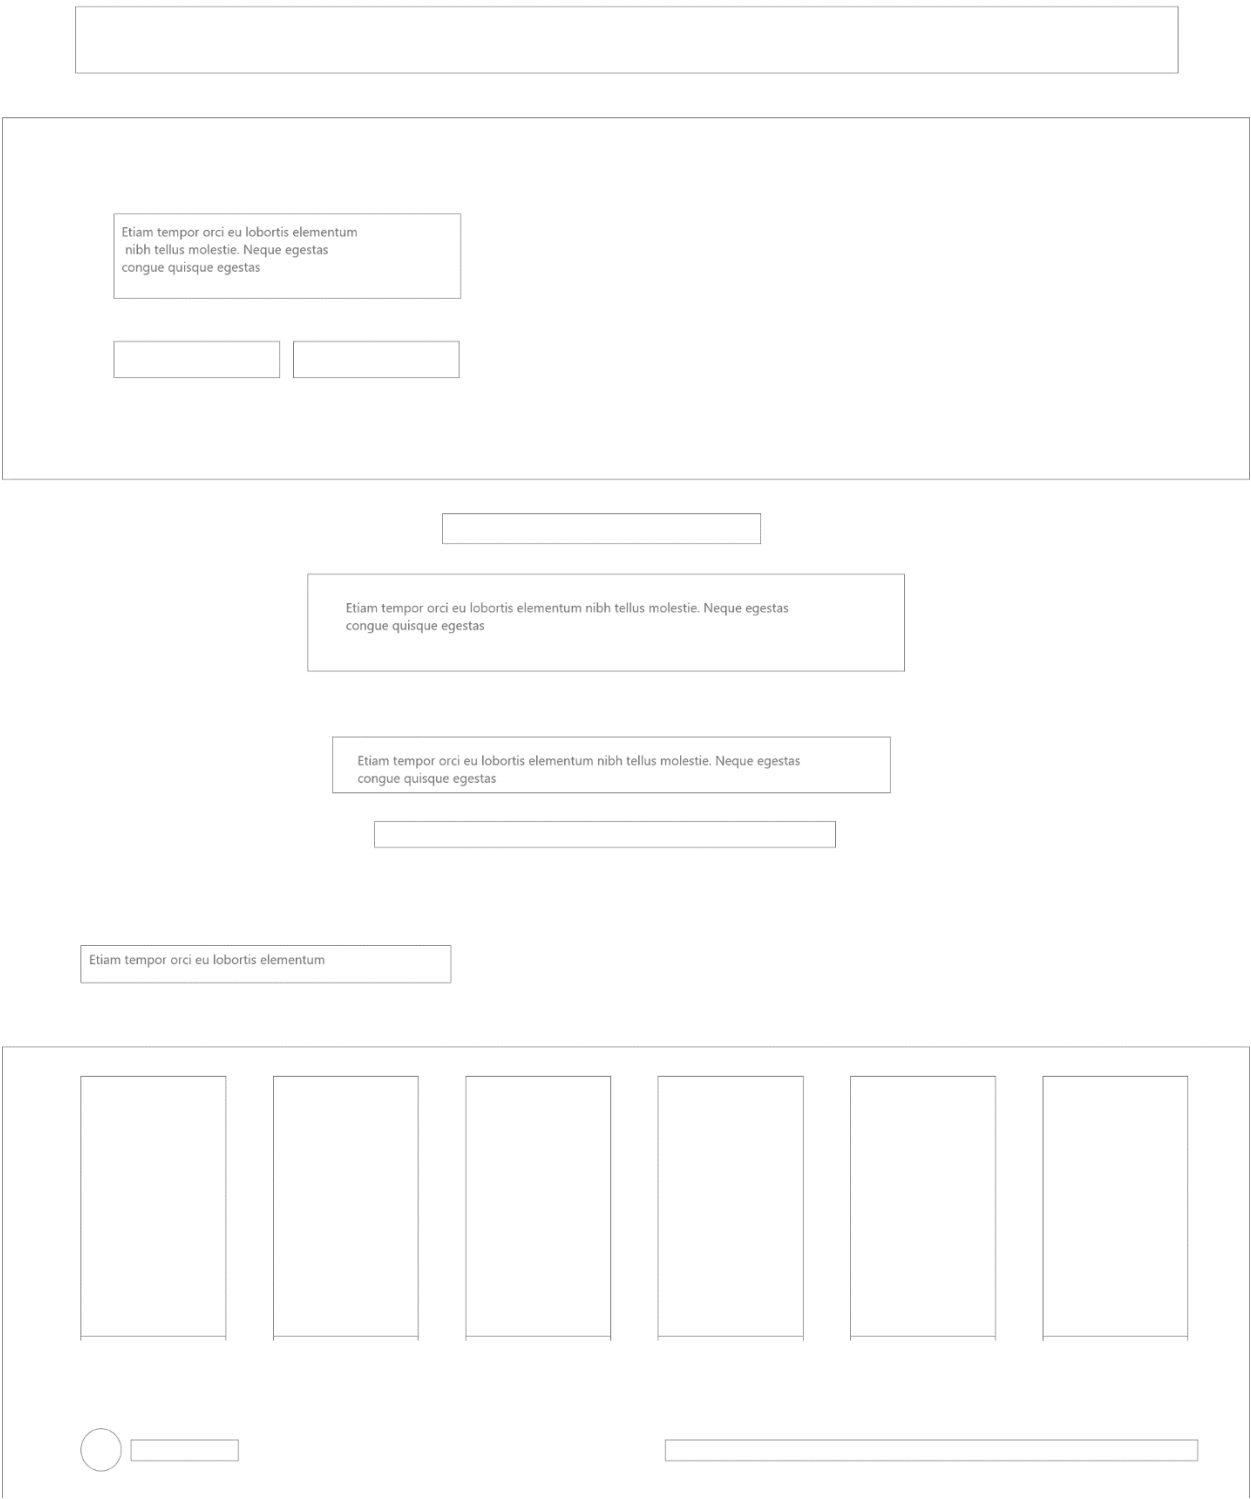 Etiam tempor orci eu lobortis elementum
nibh tellus molestie. Neque egestas
congue quisque egestas
Etiam tempor orci eu lobortis elementum nibh tellus molestie. Neque egestas
congue quisque egestas
Etiam tempor orci eu lobortis elementum nibh tellus molestie. Neque egestas
congue quisque egestas
Etiam tempor orci eu lobortis elementum